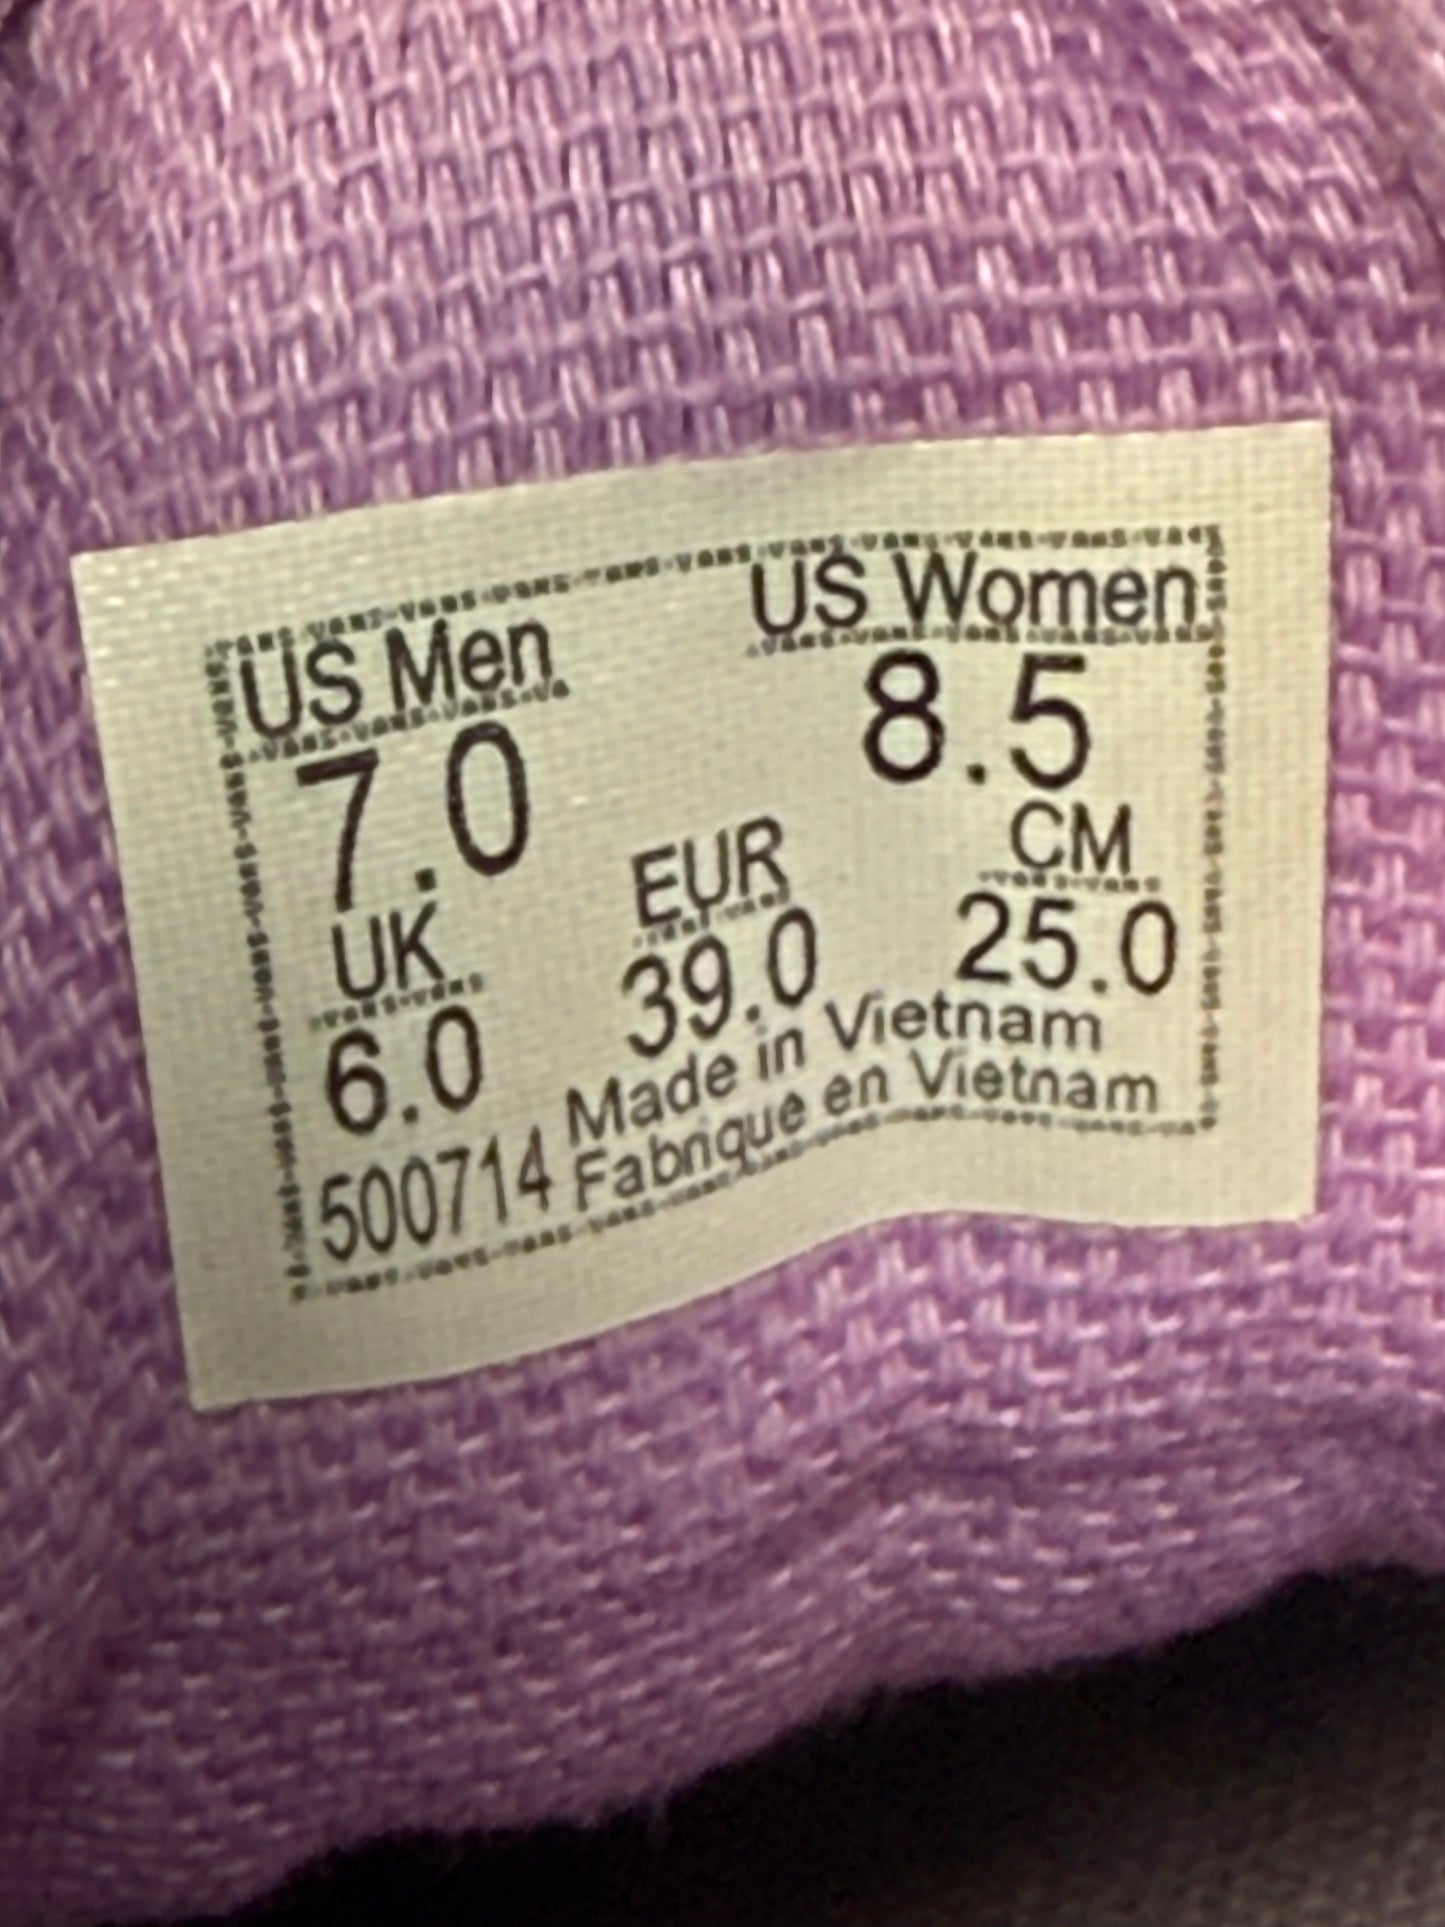 US Men US Women
7.0 8.5
UK EUR CM
6.0 39.0 25.0
Made in Vietnam
500714 Fabrique en Vietnam